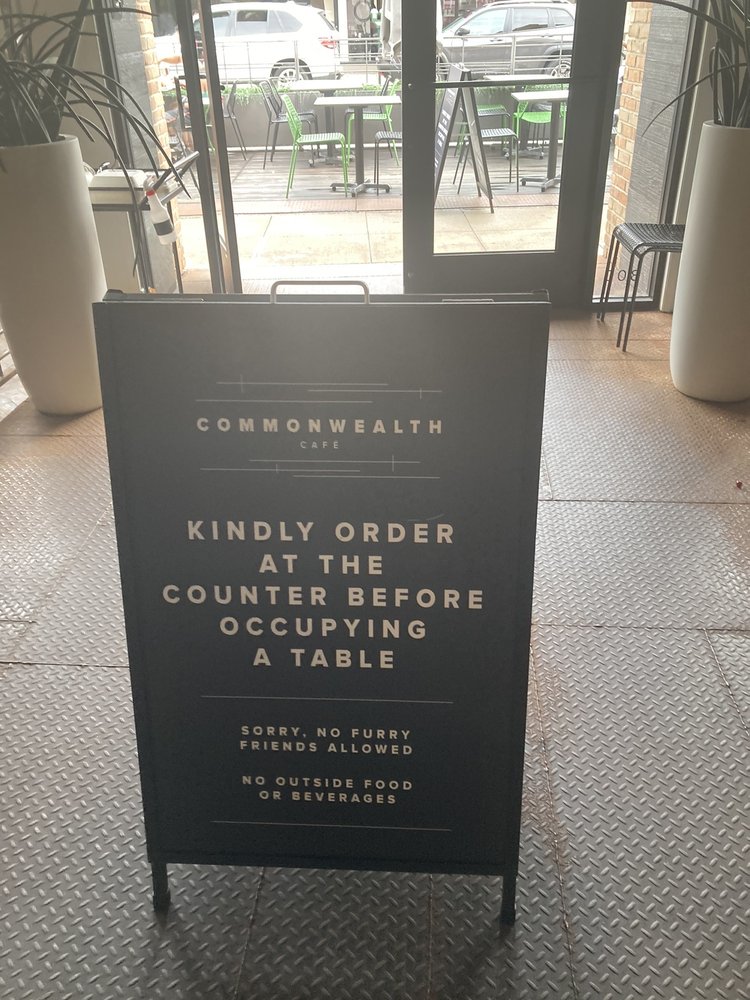 COMMONWEALTH
CAFÉ
KINDLY ORDER
AT THE
COUNTER BEFORE
OCCUPYING
A TABLE
SORRY, NO FURRY
FRIENDS ALLOWED
NO OUTSIDE FOOD
OR BEVERAGES